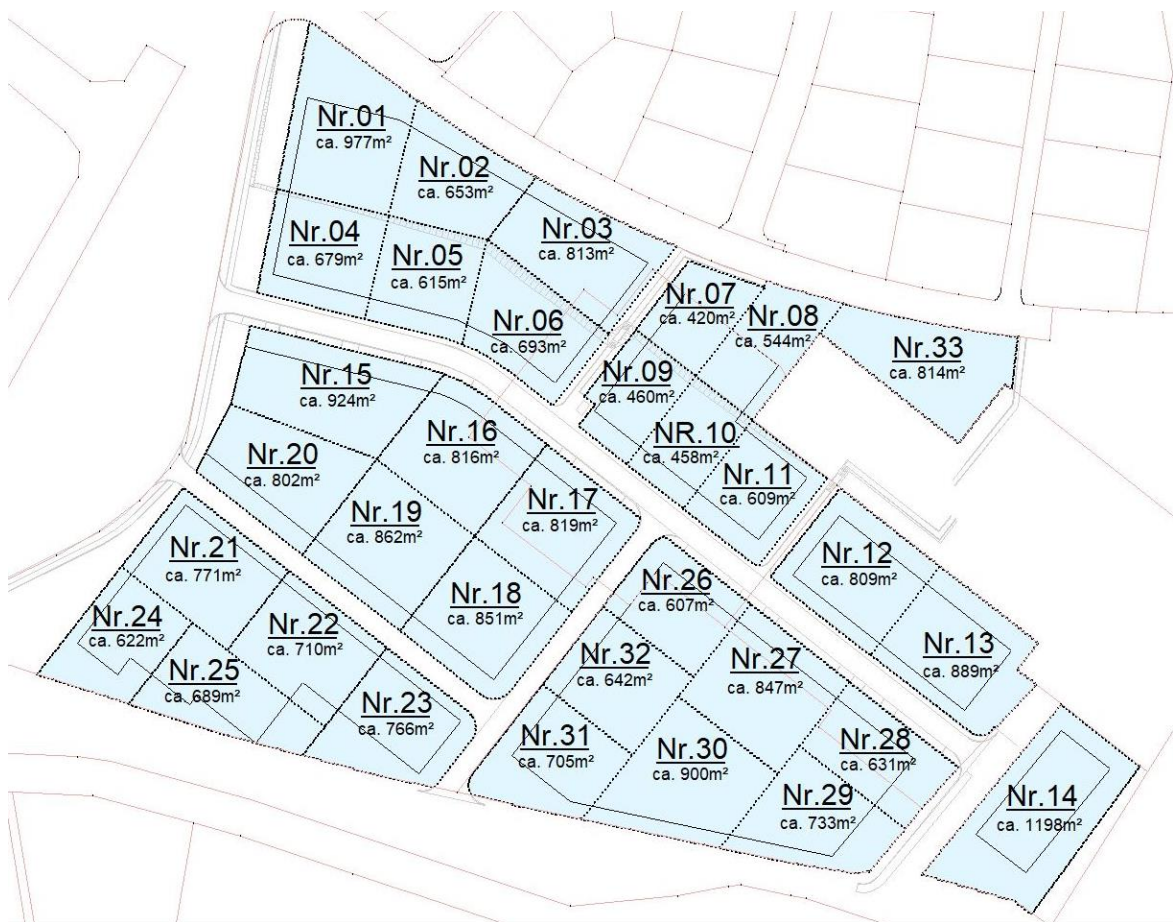 Nr.01
ca. 977m²
Nr.02
ca. 653m²
Nr.03
ca. 813m²
Nr.04
ca. 679m²
Nr.05
ca. 615m²
Nr.06
ca. 693m²
Nr.07
ca. 420m²
Nr.08
ca. 544m²
Nr.33
ca. 814m²
Nr.09
ca. 460m²
NR.10
ca. 458m²
Nr.11
ca. 609m²
Nr.15
ca. 924m²
Nr.16
ca. 816m²
Nr.17
ca. 819m²
Nr.20
ca. 802m²
Nr.19
ca. 862m²
Nr.18
ca. 851m²
Nr.12
ca. 809m²
Nr.13
ca. 889m²
Nr.14
ca. 1198m²
Nr.21
ca. 771m²
Nr.22
ca. 710m²
Nr.23
ca. 766m²
Nr.24
ca. 622m²
Nr.25
ca. 689m²
Nr.26
ca. 607m²
Nr.27
ca. 847m²
Nr.28
ca. 631m²
Nr.32
ca. 642m²
Nr.31
ca. 705m²
Nr.30
ca. 900m²
Nr.29
ca. 733m²